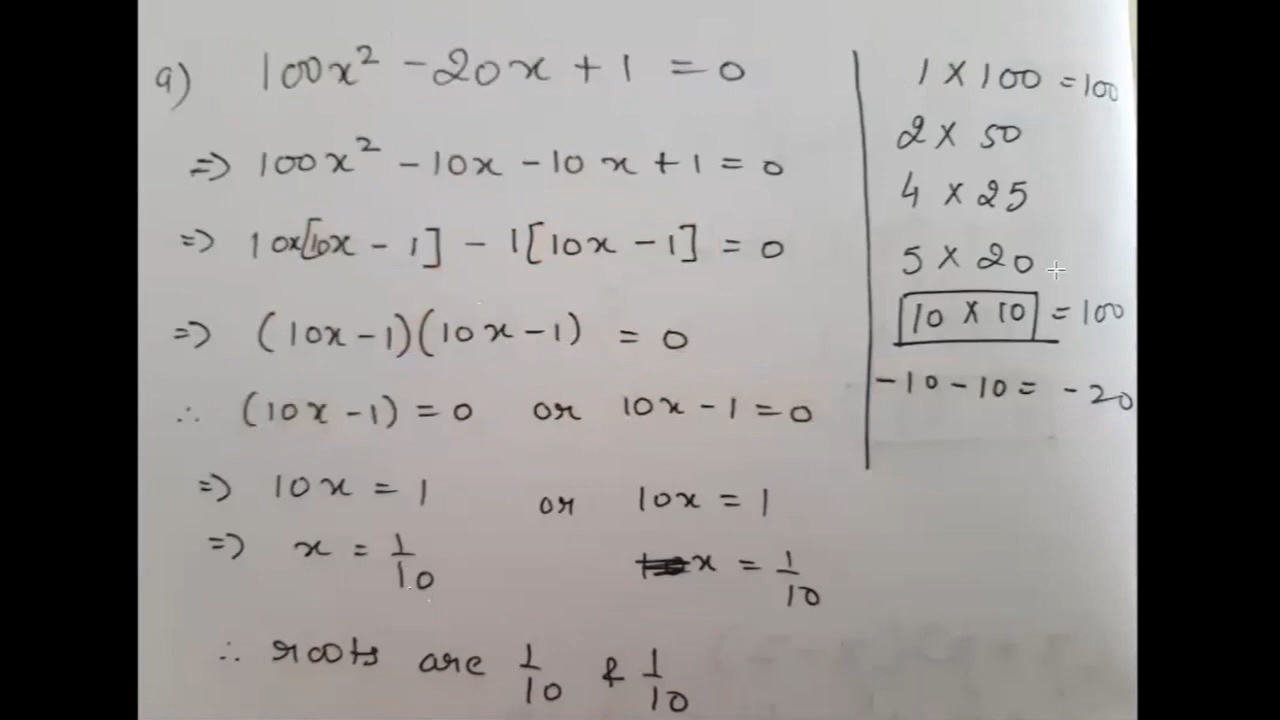 9) 100x² - 20x + 1 = 0
=> 100x² - 10x - 10x + 1 = 0
=> 10x[10x - 1] - 1[10x - 1] = 0
=> (10x - 1)(10x - 1) = 0
∴ (10x - 1) = 0 or 10x - 1 = 0
=> 10x = 1 or 10x = 1
=> x = 1/10 x = 1/10
∴ roots are 1/10 & 1/10
1 × 100 = 100
2 × 50
4 × 25
5 × 20
10 × 10 = 100
-10 - 10 = -20